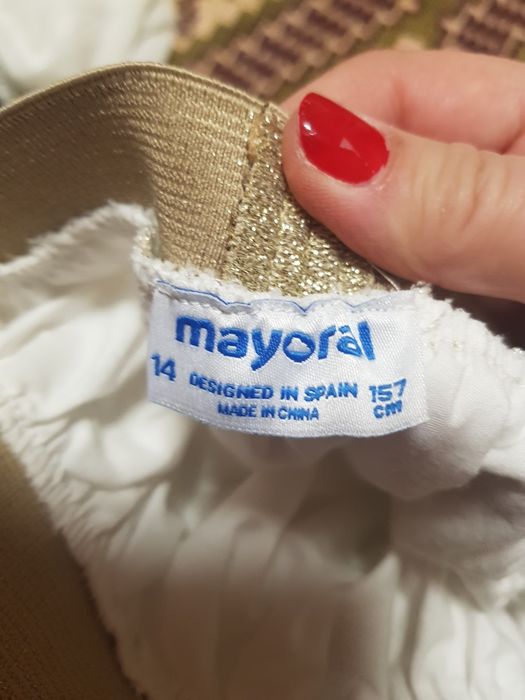 mayoral
14 DESIGNED IN SPAIN 157
MADE IN CHINA cm